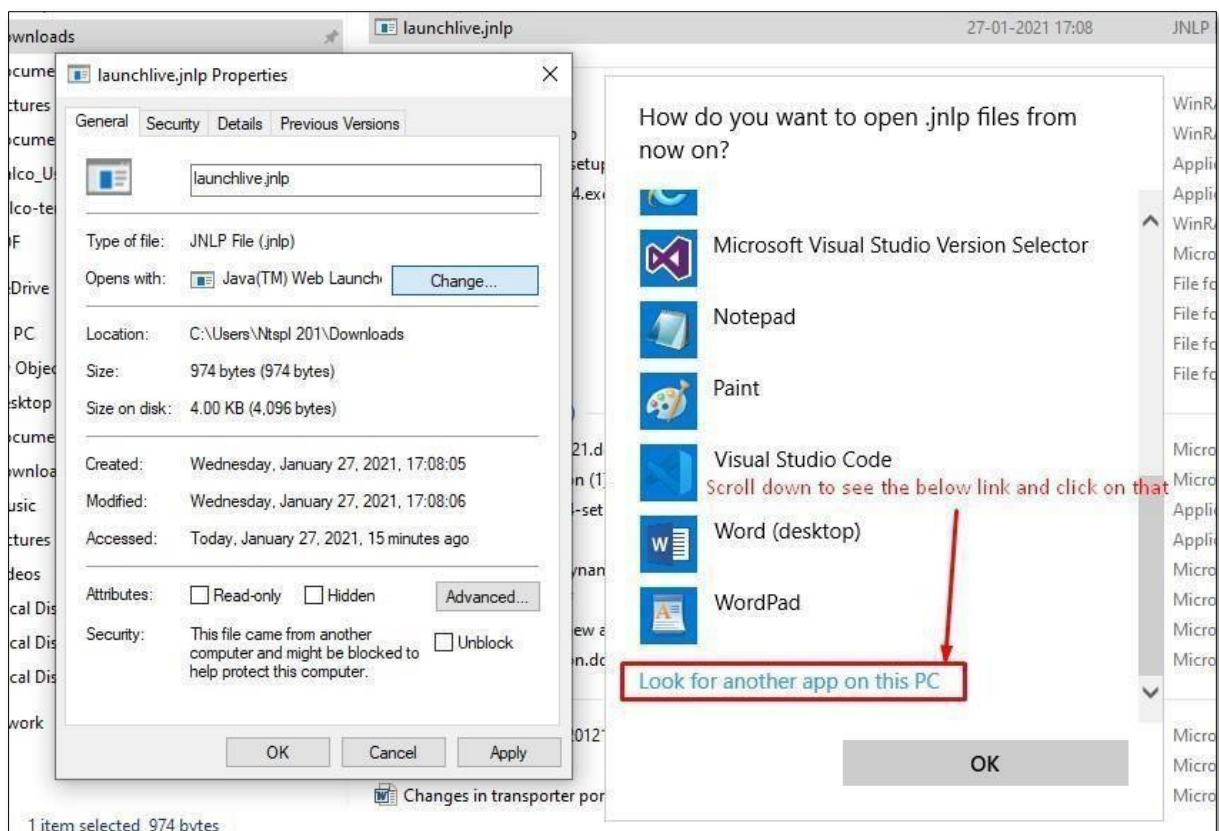 launchlive.jnlp 27-01-2021 17:08 JNLP
launchlive.jnlp Properties
General Security Details Previous Versions
launchlive.jnlp
Type of file: JNLP File (.jnlp)
Opens with: Java(TM) Web Launch Change...
Location: C:\Users\Ntspl 201\Downloads
Size: 974 bytes (974 bytes)
Size on disk: 4.00 KB (4,096 bytes)
Created: Wednesday, January 27, 2021, 17:08:05
Modified: Wednesday, January 27, 2021, 17:08:06
Accessed: Today, January 27, 2021, 15 minutes ago
Attributes: Read-only Hidden Advanced...
Security: This file came from another
computer and might be blocked to
help protect this computer.
Unblock
OK Cancel Apply
How do you want to open .jnlp files from
now on?
Microsoft Visual Studio Version Selector
Notepad
Paint
Visual Studio Code
Scroll down to see the below link and click on that
Word (desktop)
WordPad
Look for another app on this PC
OK
Changes in transporter por
1 item selected 974 bytes